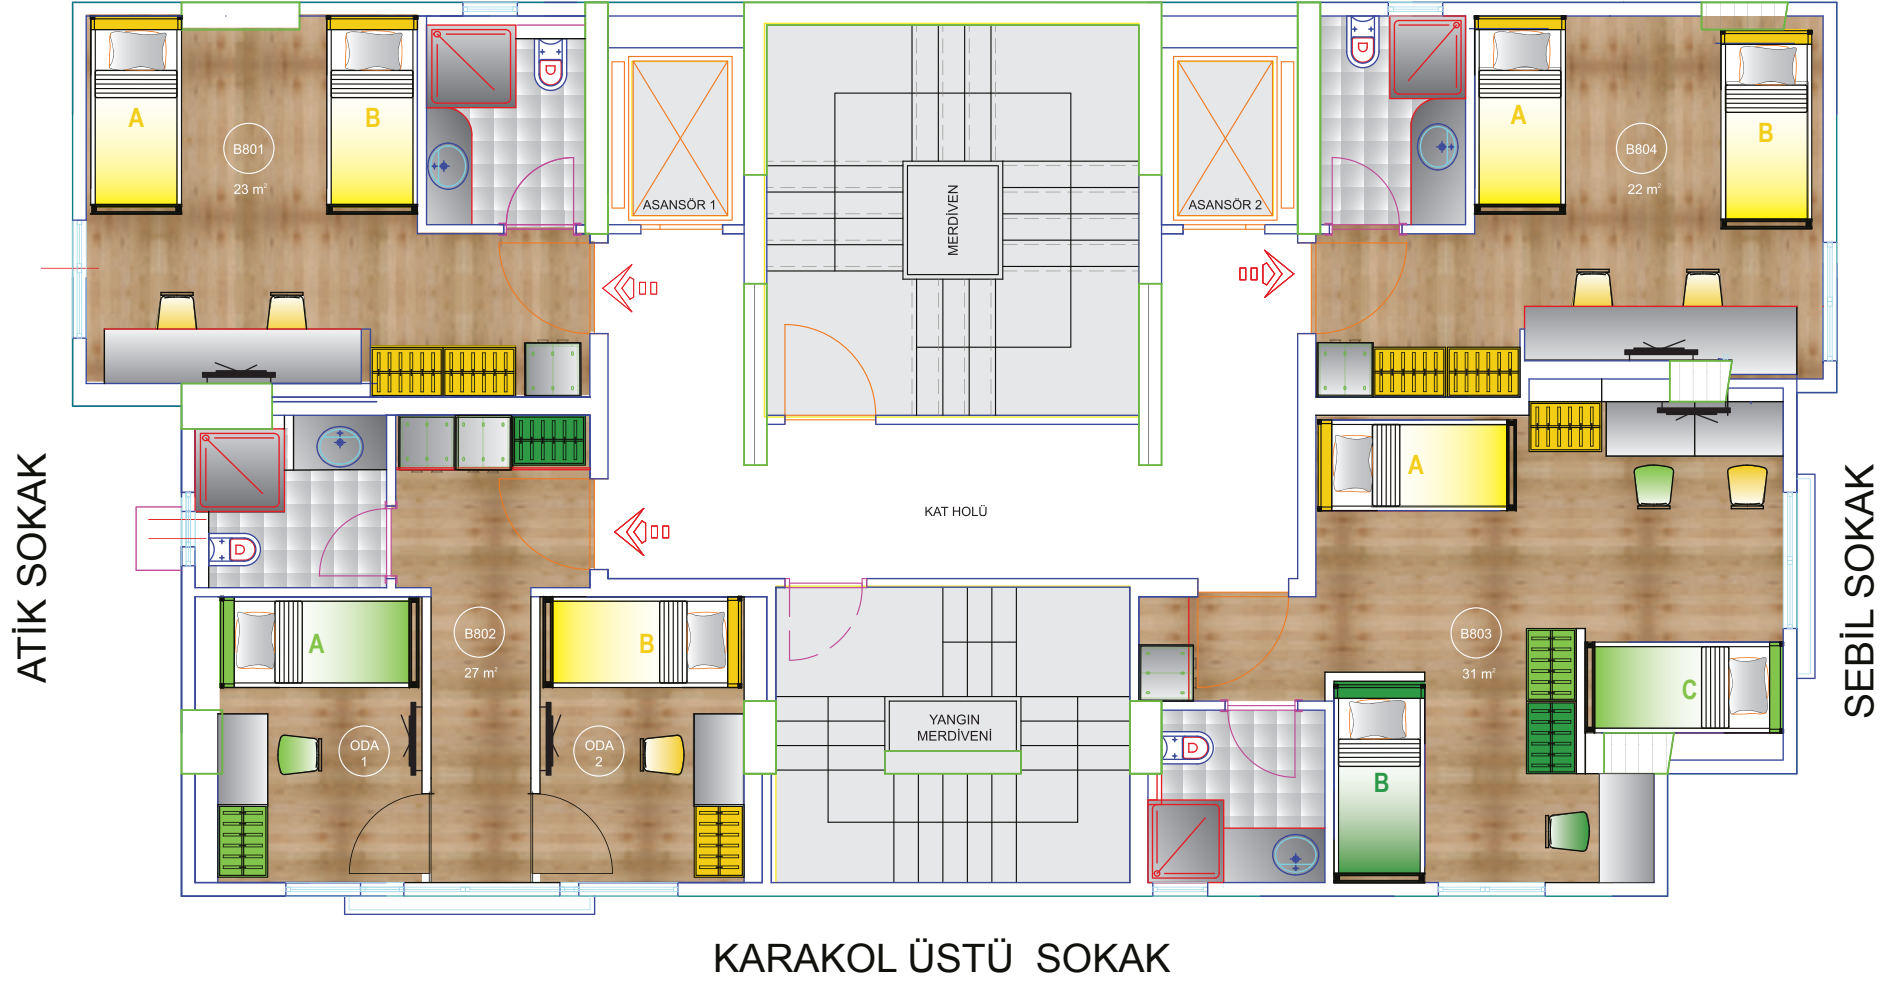 A
B
B801
23 m²
ASANSÖR 1
MERDİVEN
ASANSÖR 2
A
B
B804
22 m²
ATİK SOKAK
KAT HOLÜ
A
SEBİL SOKAK
A
B802
27 m²
B
B803
31 m²
C
ODA
1
ODA
2
YANGIN
MERDİVENİ
B
KARAKOL ÜSTÜ SOKAK